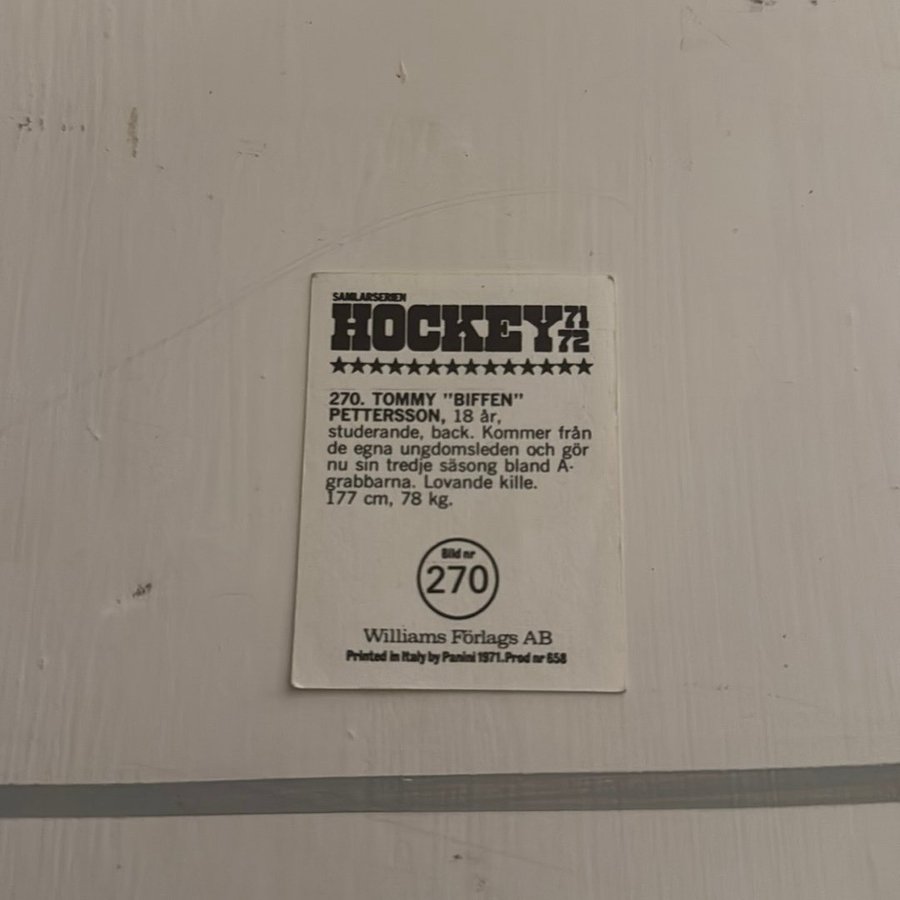 SAMLARSERIEN
HOCKEY 71 72
★★★★★★★★★★★★★★
270. TOMMY "BIFFEN"
PETTERSSON, 18 år,
studerande, back. Kommer från
de egna ungdomsleden och gör
nu sin tredje säsong bland A-
grabbarna. Lovande kille.
177 cm, 78 kg.
Bild nr
270
Williams Förlags AB
Printed in Italy by Panini 1971. Prod nr 658